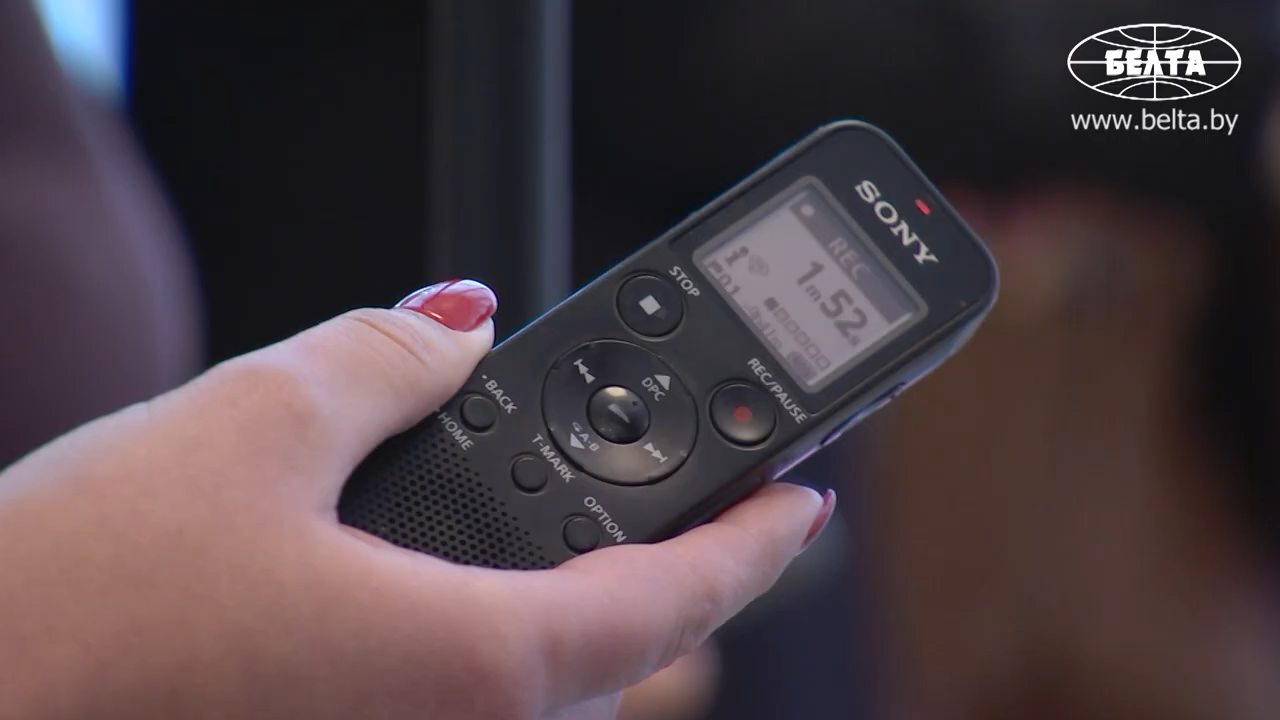 БЕЛТА
www.belta.by
SONY
REC
1m52s
STOP
REC/PAUSE
DPC
A-B
BACK
HOME
T-MARK
OPTION